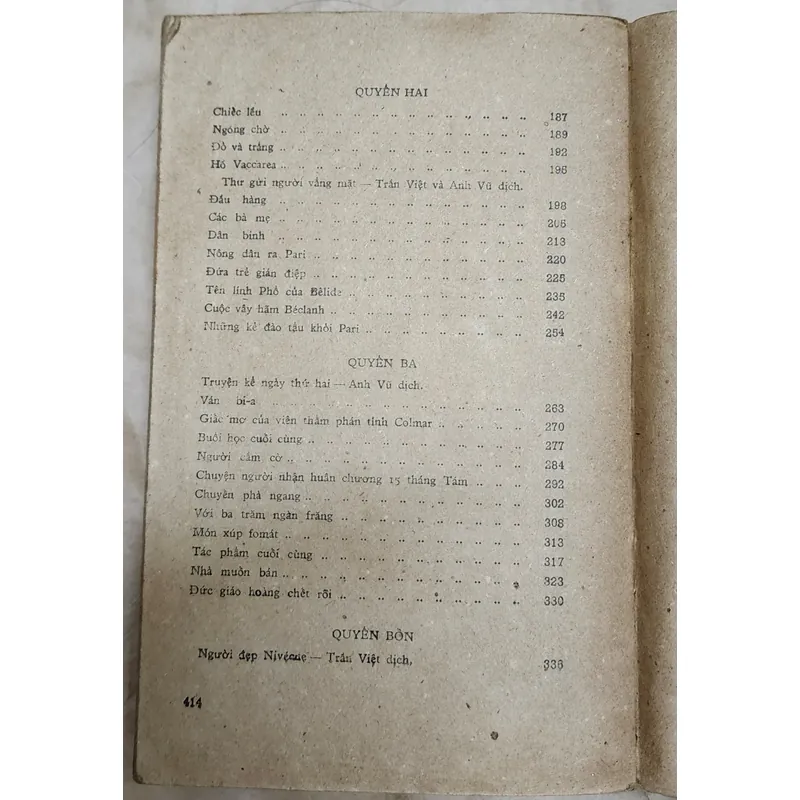 QUYỂN HAI
Chiếc lều .. .. .. .. .. .. .. .. .. .. .. .. .. .. 187
Ngóng chờ .. .. .. .. .. .. .. .. .. .. .. .. .. 189
Đỏ và trắng .. .. .. .. .. .. .. .. .. .. .. .. .. 192
Hồ Vaccarea .. .. .. .. .. .. .. .. .. .. .. .. .. 195
Thư gửi người vắng mặt — Trần Việt và Anh Vũ dịch.
Đầu hàng .. .. .. .. .. .. .. .. .. .. .. .. .. 198
Các bà mẹ .. .. .. .. .. .. .. .. .. .. .. .. .. 206
Dân binh .. .. .. .. .. .. .. .. .. .. .. .. .. 213
Nông dân ra Pari .. .. .. .. .. .. .. .. .. .. .. .. 220
Đứa trẻ gián điệp .. .. .. .. .. .. .. .. .. .. .. 225
Tên lính Phổ của Bêlide .. .. .. .. .. .. .. .. .. 235
Cuộc vây hãm Béclanh .. .. .. .. .. .. .. .. .. 242
Những kẻ đào tẩu khỏi Pari .. .. .. .. .. .. .. .. 254
QUYỂN BA
Truyện kể ngày thứ hai — Anh Vũ dịch.
Ván bi-a .. .. .. .. .. .. .. .. .. .. .. .. .. 263
Giấc mơ của viên thẩm phán tỉnh Colmar .. .. .. .. .. 270
Buổi học cuối cùng .. .. .. .. .. .. .. .. .. .. .. 277
Người cầm cờ .. .. .. .. .. .. .. .. .. .. .. .. 284
Chuyện người nhận huân chương 15 tháng Tám .. .. .. 292
Chuyến phà ngang .. .. .. .. .. .. .. .. .. .. .. 302
Với ba trăm ngàn frăng .. .. .. .. .. .. .. .. .. .. 308
Món xúp fomát .. .. .. .. .. .. .. .. .. .. .. .. 313
Tác phẩm cuối cùng .. .. .. .. .. .. .. .. .. .. .. 317
Nhà muốn bán .. .. .. .. .. .. .. .. .. .. .. .. 323
Đức giáo hoàng chết rồi .. .. .. .. .. .. .. .. .. .. 330
QUYỂN BỐN
Người đẹp Nivécne — Trần Việt dịch. 336
414